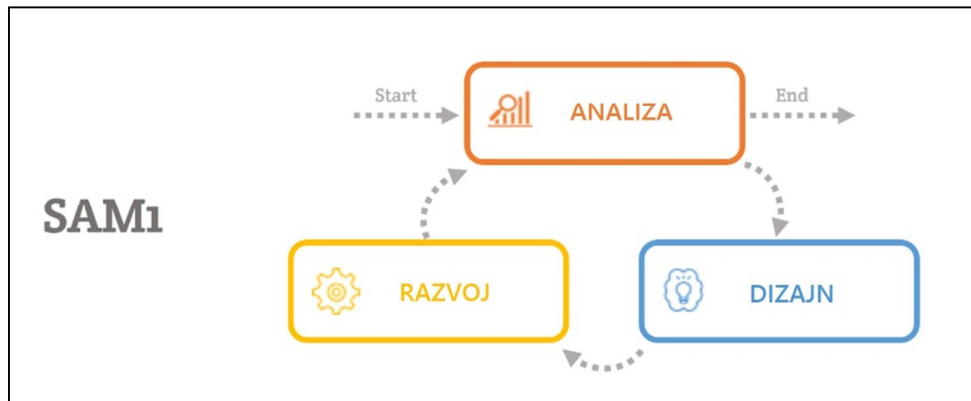 Start
ANALIZA
End
SAM1
RAZVOJ
DIZAJN